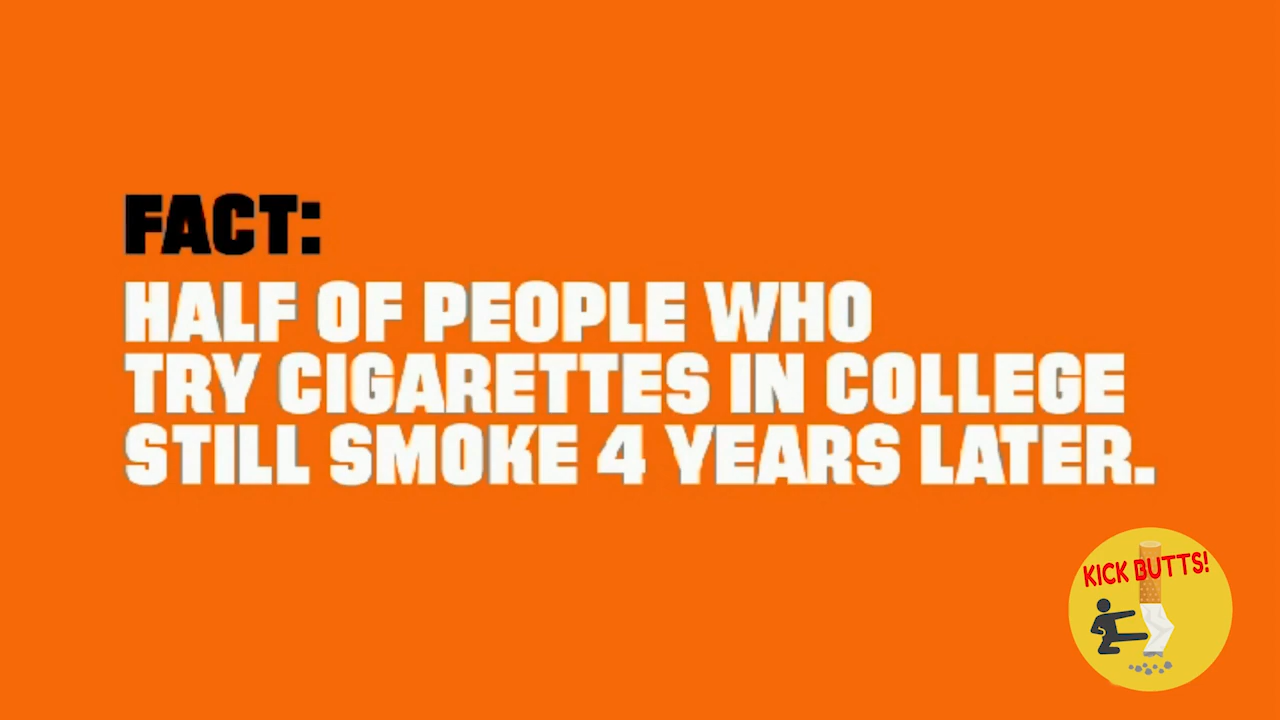 FACT:
HALF OF PEOPLE WHO
TRY CIGARETTES IN COLLEGE
STILL SMOKE 4 YEARS LATER.
KICK BUTTS!